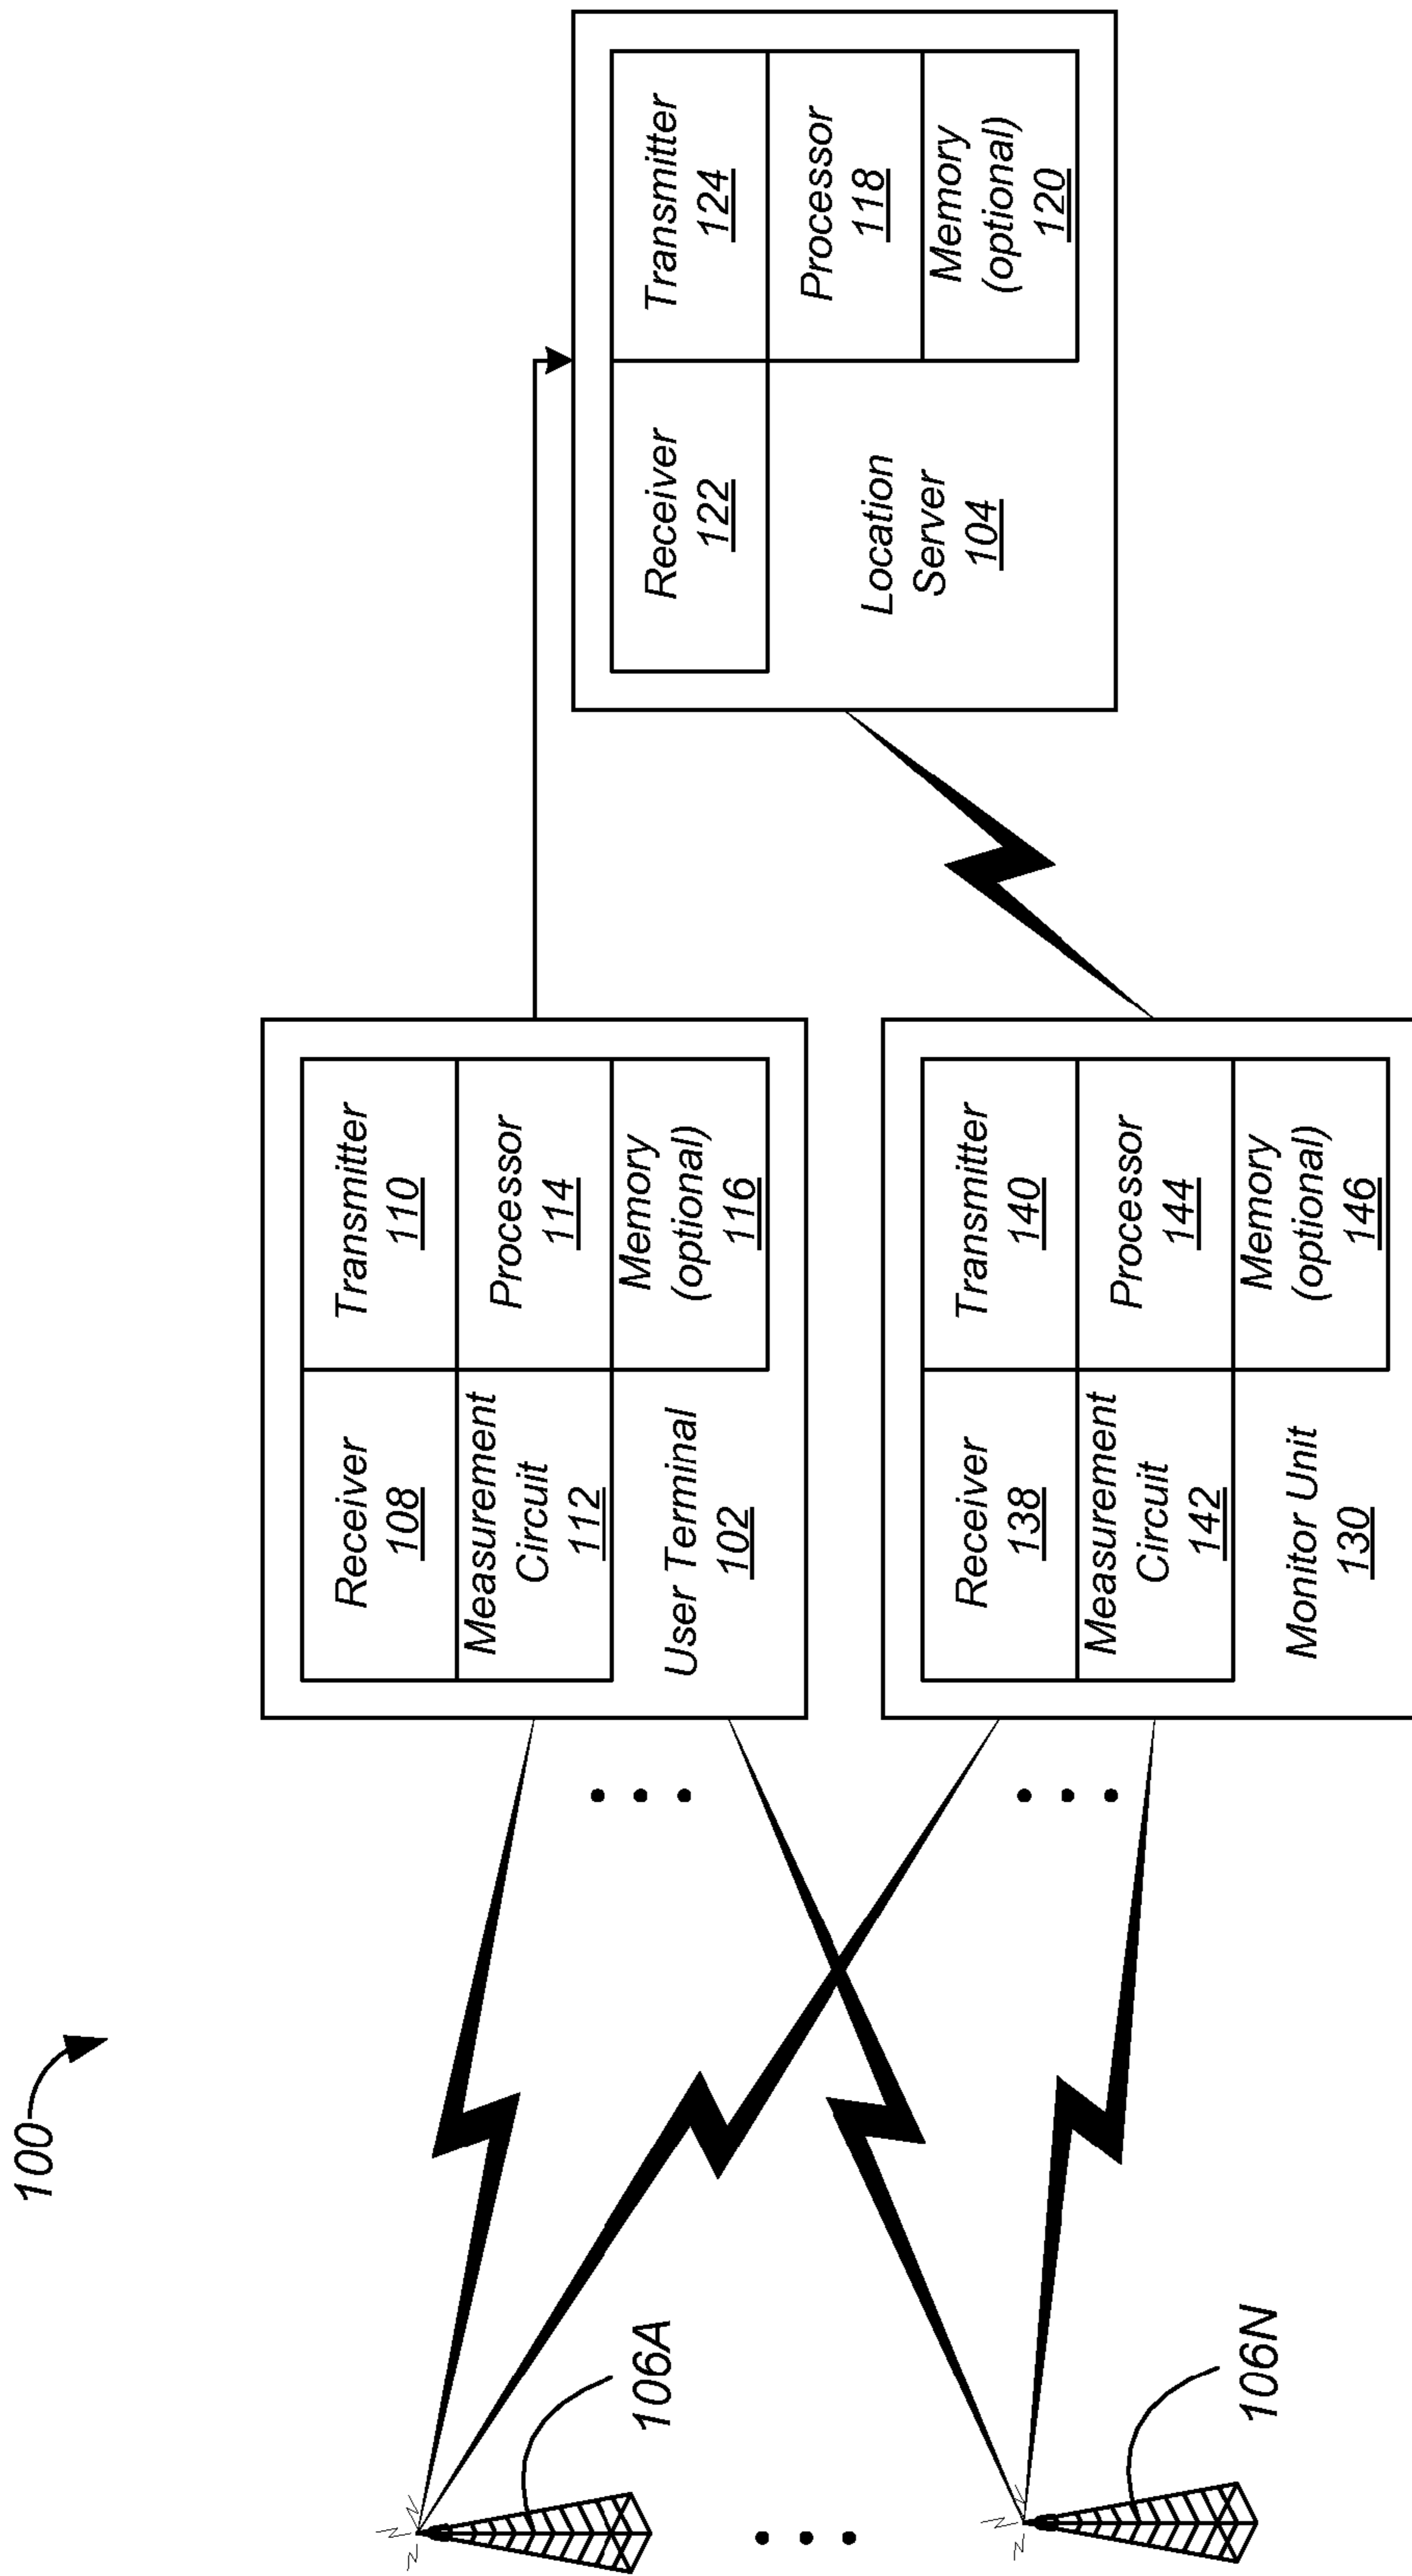 100
106A
106N
Receiver
108
Transmitter
110
Measurement
Circuit
112
Processor
114
User Terminal
102
Memory
(optional)
116
Receiver
138
Transmitter
140
Measurement
Circuit
142
Processor
144
Monitor Unit
130
Memory
(optional)
146
Receiver
122
Transmitter
124
Location
Server
104
Processor
118
Memory
(optional)
120